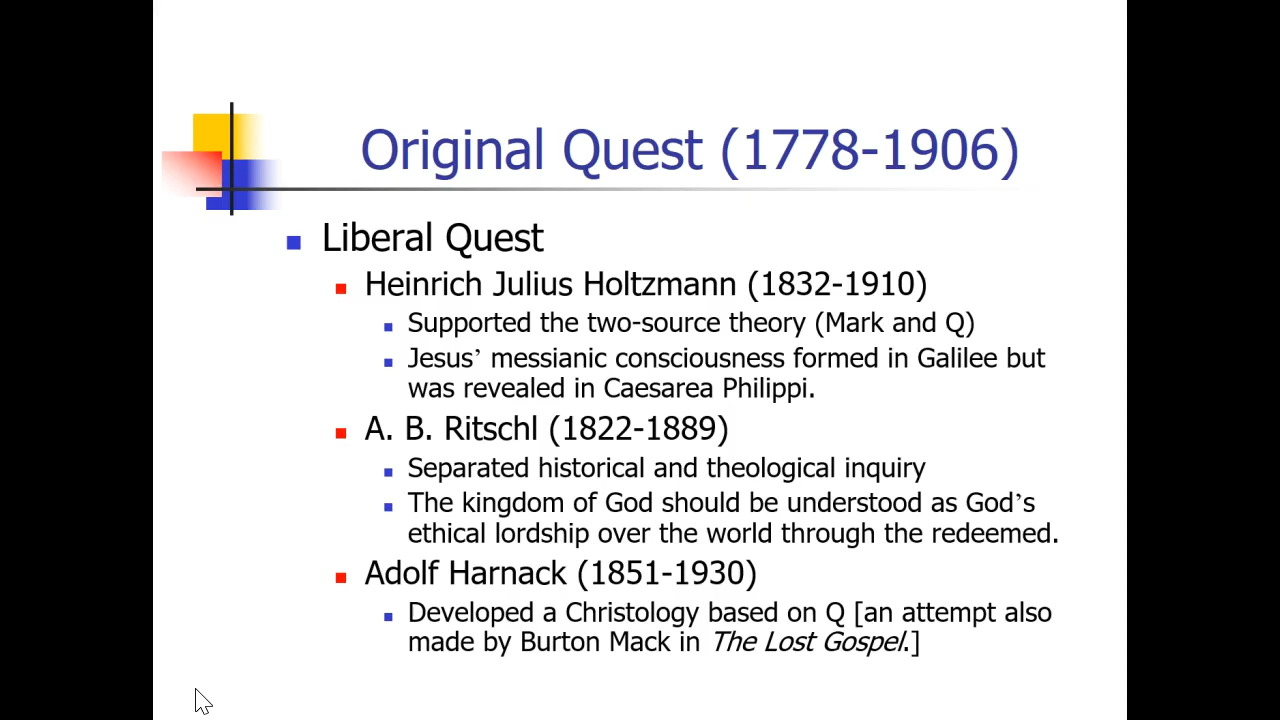 Original Quest (1778-1906)
Liberal Quest
Heinrich Julius Holtzmann (1832-1910)
Supported the two-source theory (Mark and Q)
Jesus’ messianic consciousness formed in Galilee but
was revealed in Caesarea Philippi.
A. B. Ritschl (1822-1889)
Separated historical and theological inquiry
The kingdom of God should be understood as God’s
ethical lordship over the world through the redeemed.
Adolf Harnack (1851-1930)
Developed a Christology based on Q [an attempt also
made by Burton Mack in The Lost Gospel.]